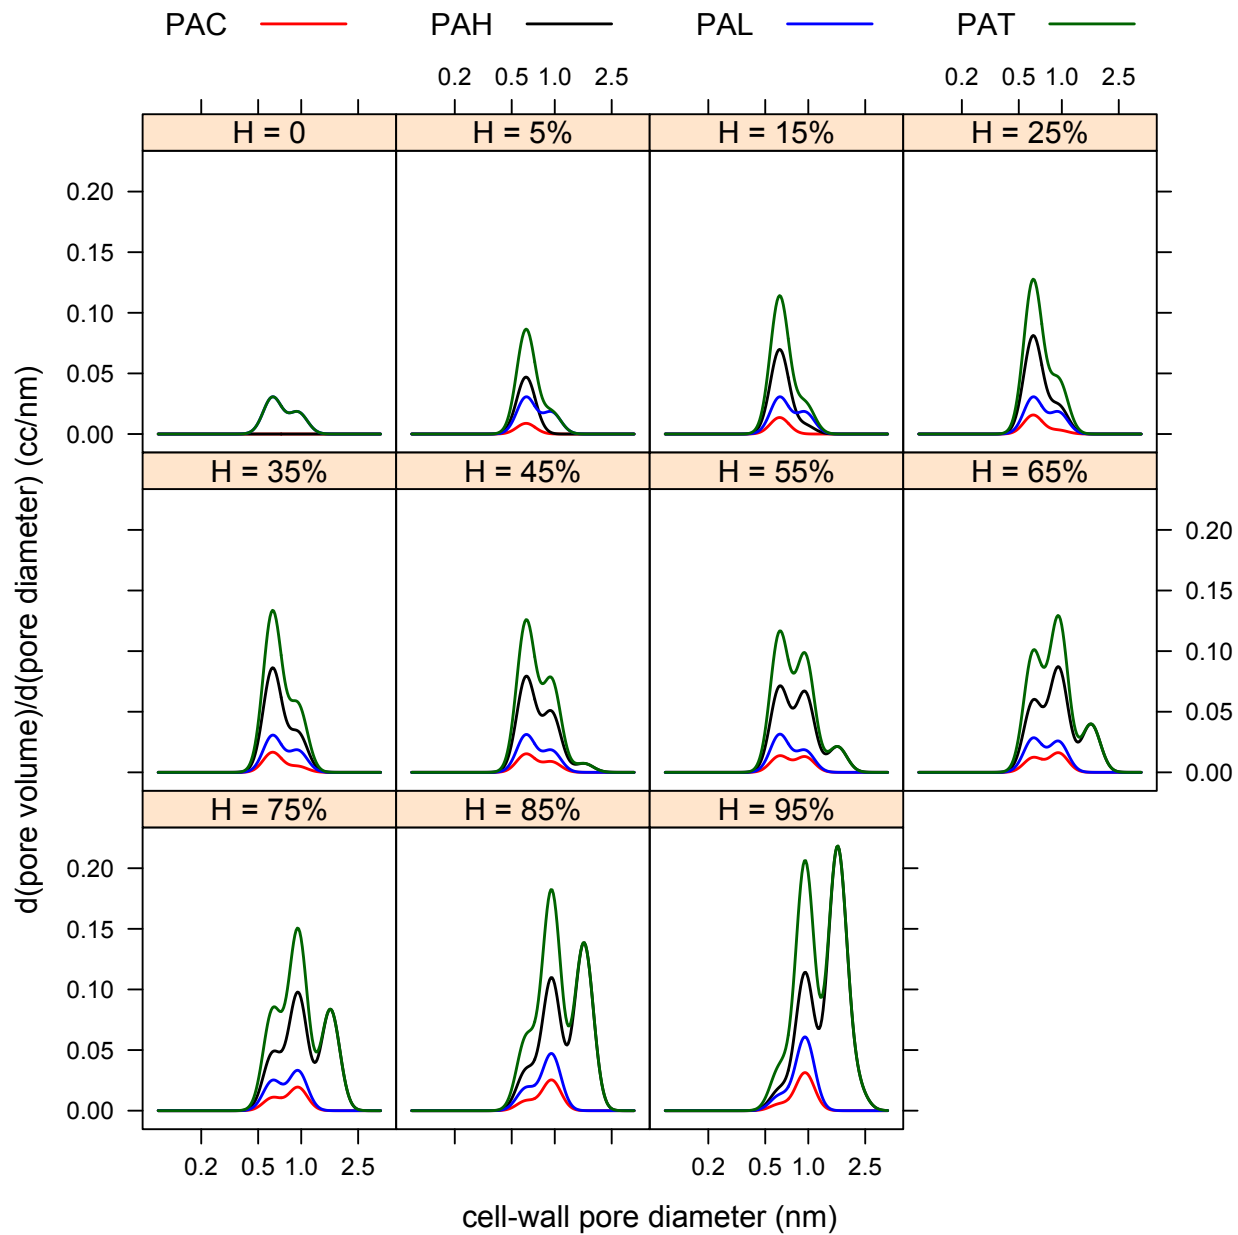 PAC PAH PAL PAT
0.2 0.5 1.0 2.5 0.2 0.5 1.0 2.5
H = 0 H = 5% H = 15% H = 25%
0.20
0.15
0.10
0.05
0.00
H = 35% H = 45% H = 55% H = 65%
0.20
0.15
0.10
0.05
0.00
H = 75% H = 85% H = 95%
0.20
0.15
0.10
0.05
0.00
0.2 0.5 1.0 2.5 0.2 0.5 1.0 2.5
cell-wall pore diameter (nm)
d(pore volume)/d(pore diameter) (cc/nm)